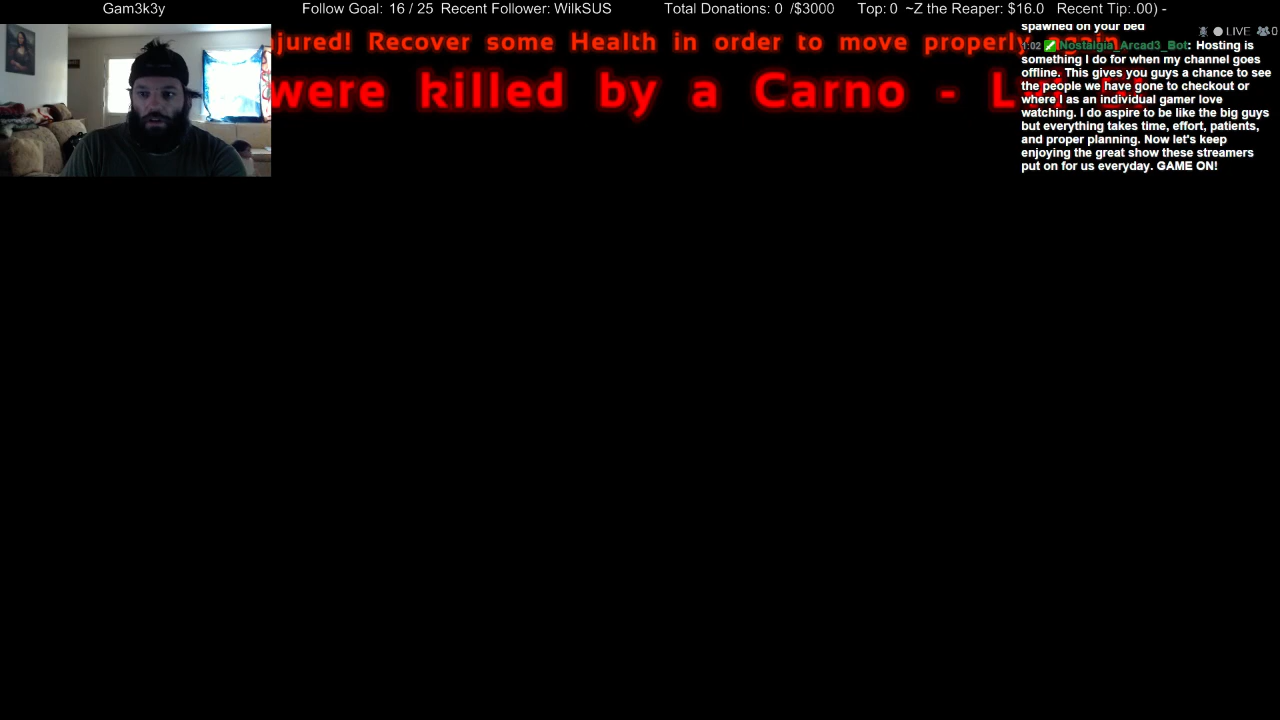 Gam3k3y
Follow Goal: 16 / 25 Recent Follower: WilkSUS
Total Donations: 0 /$3000
Top: 0 ~Z the Reaper: $16.0
Recent Tip:.00) -
jured! Recover some Health in order to move properly again
were killed by a Carno -
spawned on your bed
LIVE 0
1:02 Nostalgia_Arcad3_Bot: Hosting is
something I do for when my channel goes
offline. This gives you guys a chance to see
the people we have gone to checkout or
where I as an individual gamer love
watching. I do aspire to be like the big guys
but everything takes time, effort, patients,
and proper planning. Now let's keep
enjoying the great show these streamers
put on for us everyday. GAME ON!